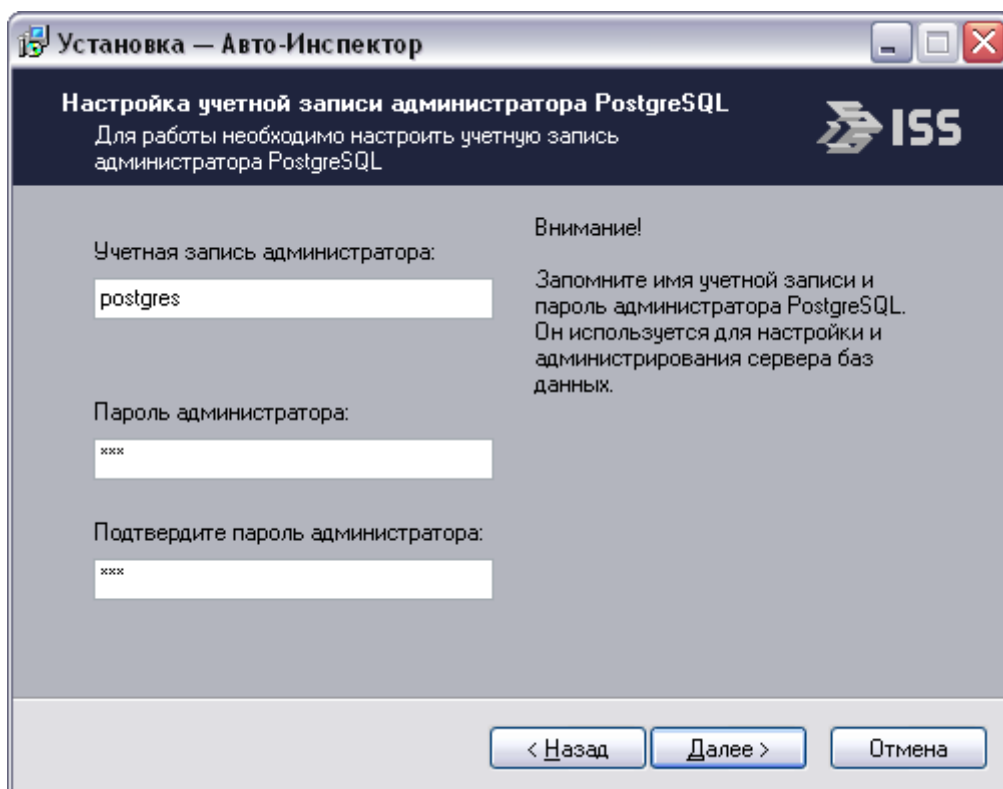 Установка — Авто-Инспектор
Настройка учетной записи администратора PostgreSQL
Для работы необходимо настроить учетную запись
администратора PostgreSQL
ISS
Учетная запись администратора:
postgres
Пароль администратора:
***
Подтвердите пароль администратора:
***
Внимание!
Запомните имя учетной записи и
пароль администратора PostgreSQL.
Он используется для настройки и
администрирования сервера баз
данных.
< Назад
Далее >
Отмена